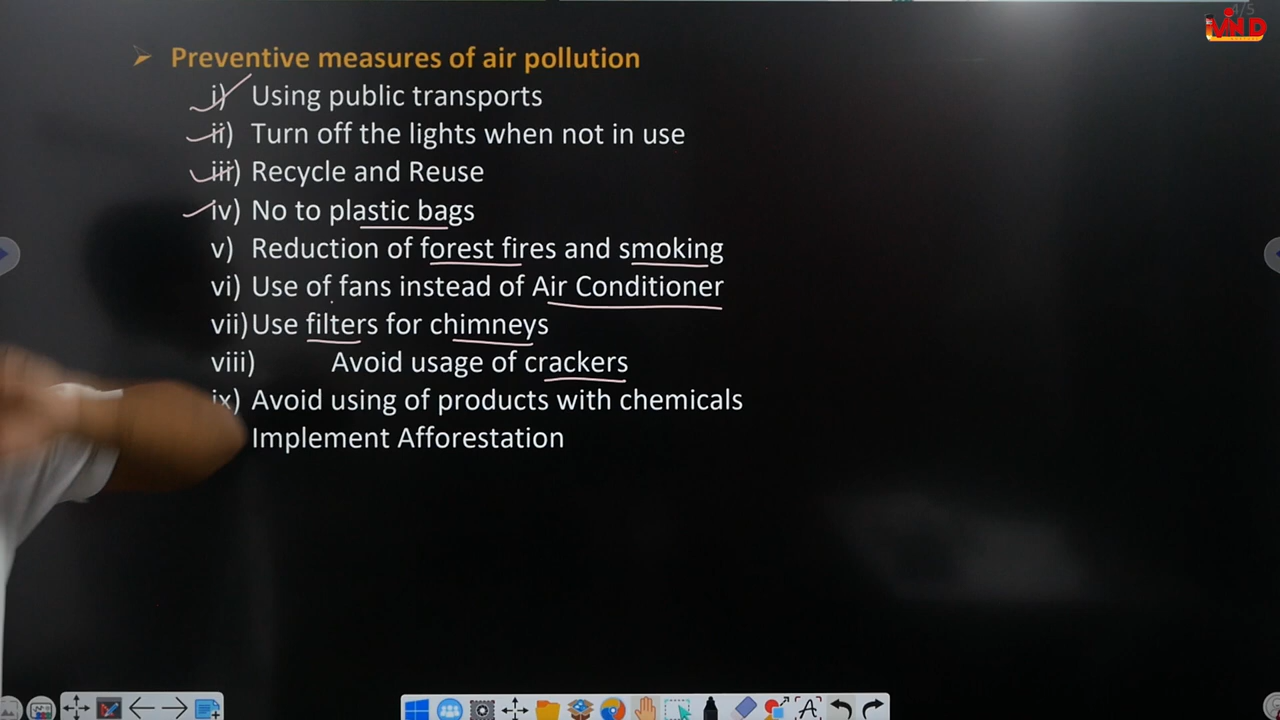 4/5
Preventive measures of air pollution
i) Using public transports
ii) Turn off the lights when not in use
iii) Recycle and Reuse
iv) No to plastic bags
v) Reduction of forest fires and smoking
vi) Use of fans instead of Air Conditioner
vii) Use filters for chimneys
viii) Avoid usage of crackers
ix) Avoid using of products with chemicals
Implement Afforestation